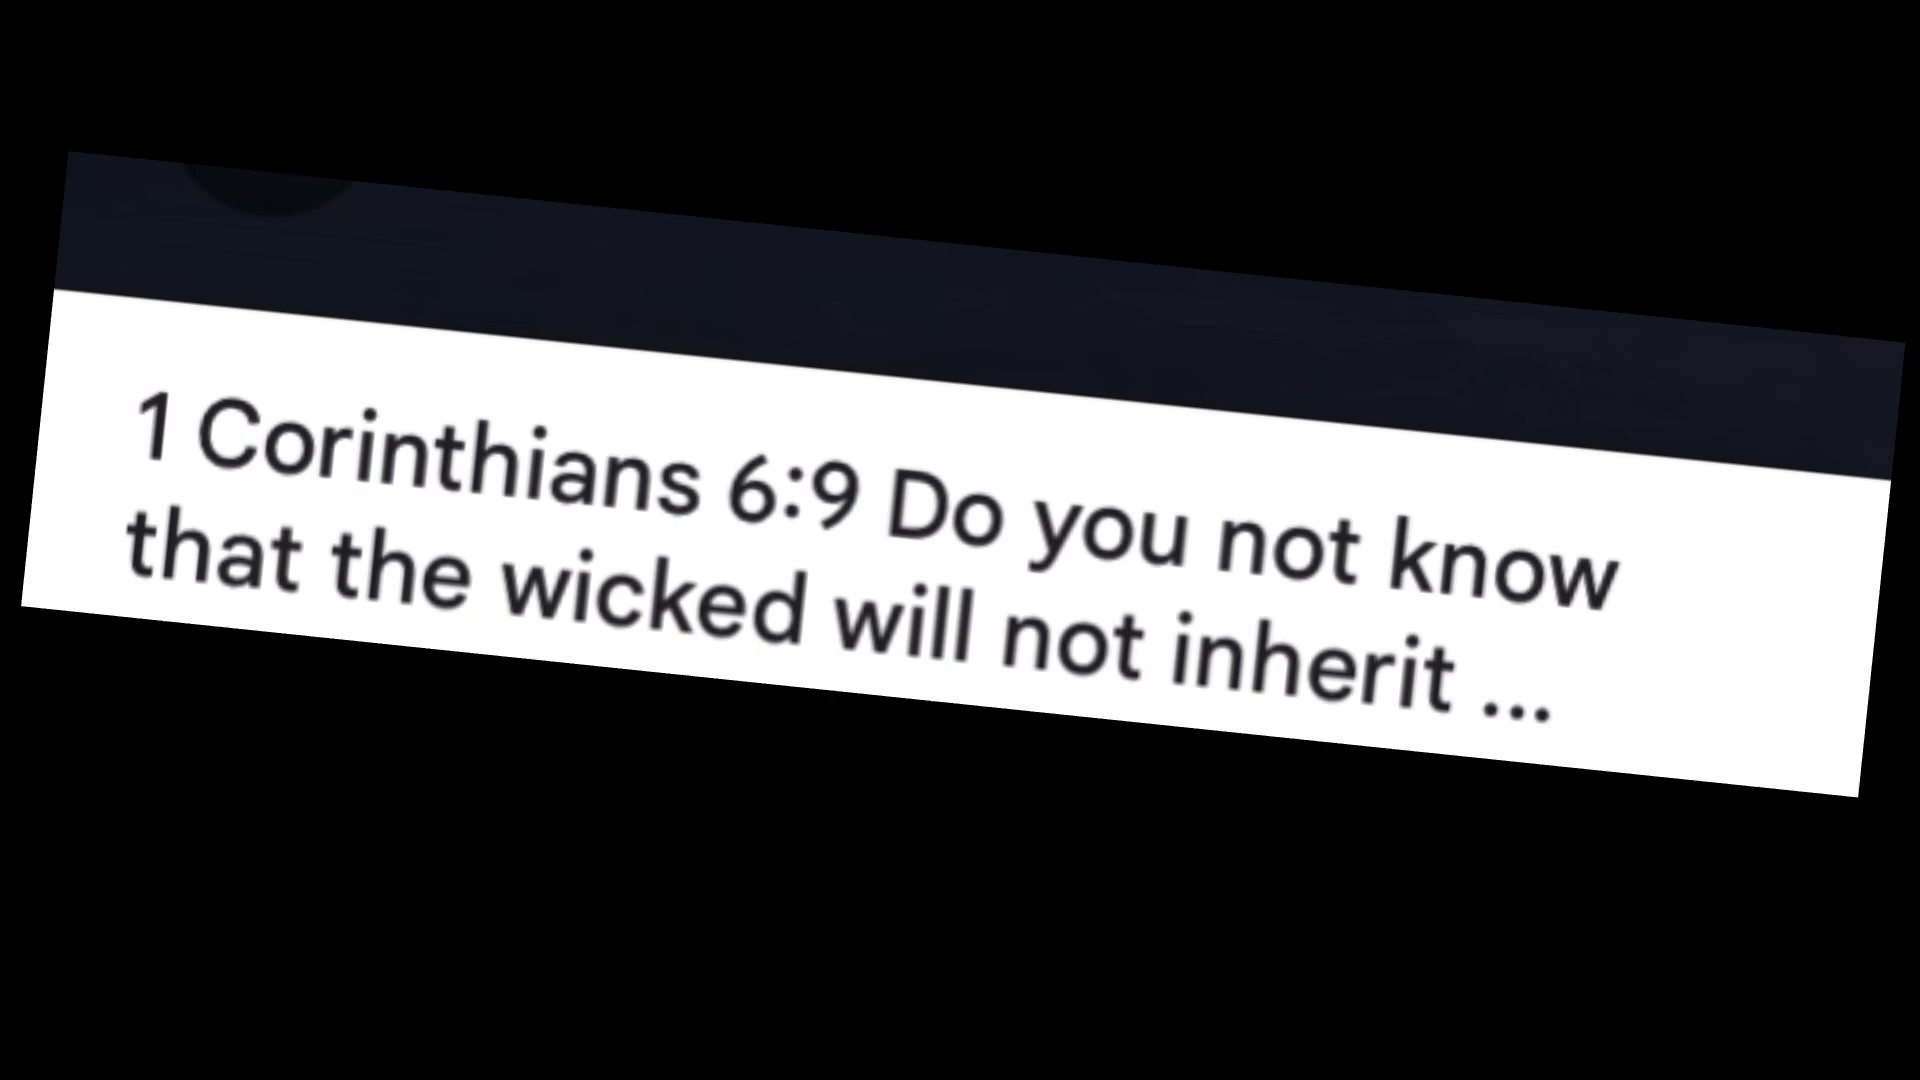 1 Corinthians 6:9 Do you not know
that the wicked will not inherit ...